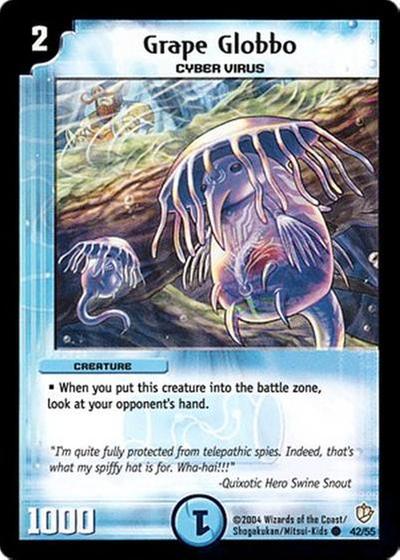 2
Grape Globbo
CYBER VIRUS
CREATURE
▪ When you put this creature into the battle zone,
look at your opponent's hand.
"I'm quite fully protected from telepathic spies. Indeed, that's
what my spiffy hat is for. Wha-hai!!!"
-Quixotic Hero Swine Snout
1000
1
©2004 Wizards of the Coast/
Shogakukan/Mitsui-Kids ● 42/55